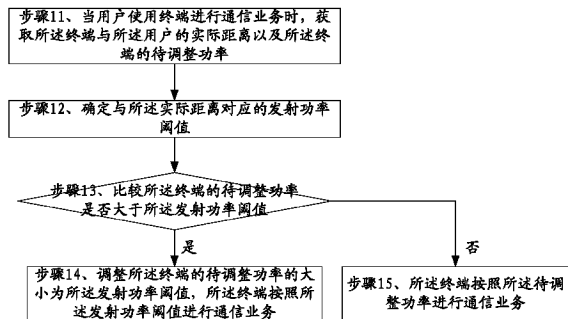 步骤11、当用户使用终端进行通信业务时，获
取所述终端与所述用户的实际距离以及所述终
端的待调整功率
步骤12、确定与所述实际距离对应的发射功率
阈值
步骤13、比较所述终端的待调整功率
是否大于所述发射功率阈值
是
否
步骤14、调整所述终端的待调整功率的大
小为所述发射功率阈值，所述终端按照所
述发射功率阈值进行通信业务
步骤15、所述终端按照所述待调
整功率进行通信业务